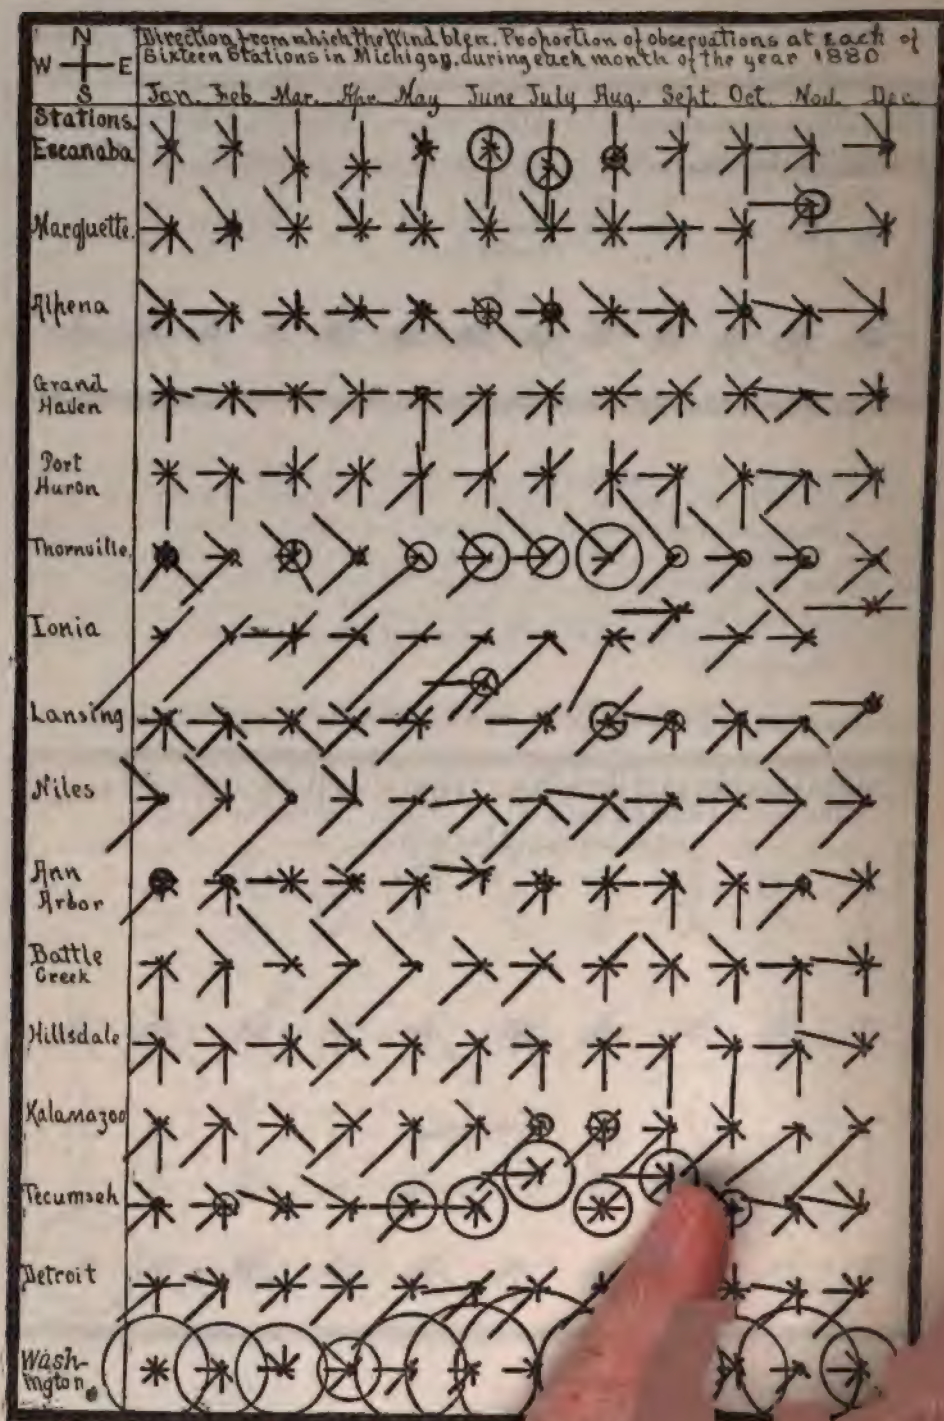 N
W E
S
Direction from which the Wind blew. Proportion of observations at each of
Sixteen Stations in Michigan, during each month of the year 1880
Jan. Feb. Mar. Apr. May June July Aug. Sept. Oct. Nov. Dec.
Stations.
Escanaba
Marquette.
Alpena
Grand
Haven
Port
Huron
Thornville.
Ionia
Lansing
Niles
Ann
Arbor
Battle
Creek
Hillsdale
Kalamazoo
Tecumseh
Detroit
Wash-
ington